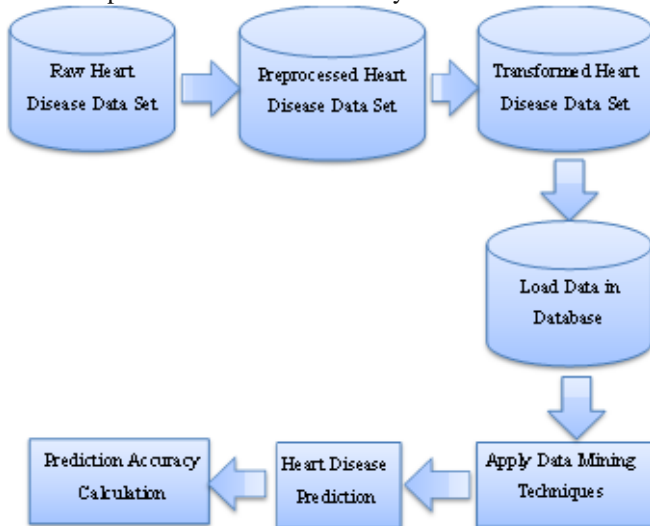 Raw Heart
Disease Data Set
Preprocessed Heart
Disease Data Set
Transformed Heart
Disease Data Set
Load Data in
Database
Apply Data Mining
Techniques
Heart Disease
Prediction
Prediction Accuracy
Calculation